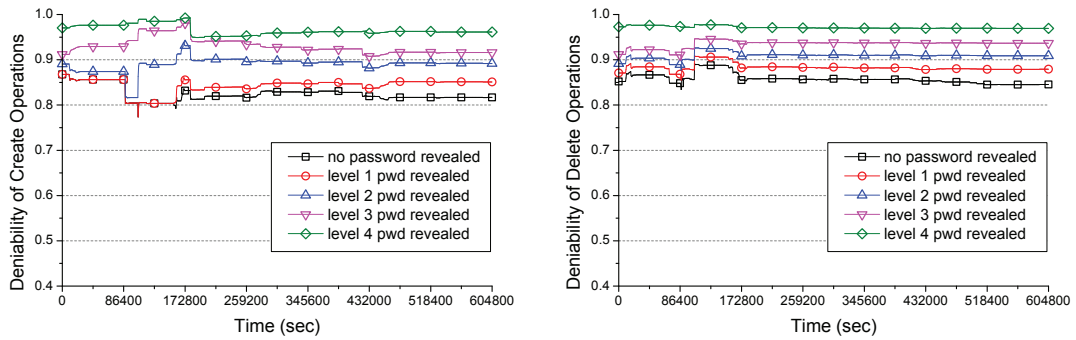 Deniability of Create Operations
1.0
0.9
0.8
0.7
0.6
0.5
0.4
no password revealed
level 1 pwd revealed
level 2 pwd revealed
level 3 pwd revealed
level 4 pwd revealed
0 86400 172800 259200 345600 432000 518400 604800
Time (sec)
Deniability of Delete Operations
1.0
0.9
0.8
0.7
0.6
0.5
0.4
no password revealed
level 1 pwd revealed
level 2 pwd revealed
level 3 pwd revealed
level 4 pwd revealed
0 86400 172800 259200 345600 432000 518400 604800
Time (sec)